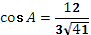 cos A = 12 / 3√41